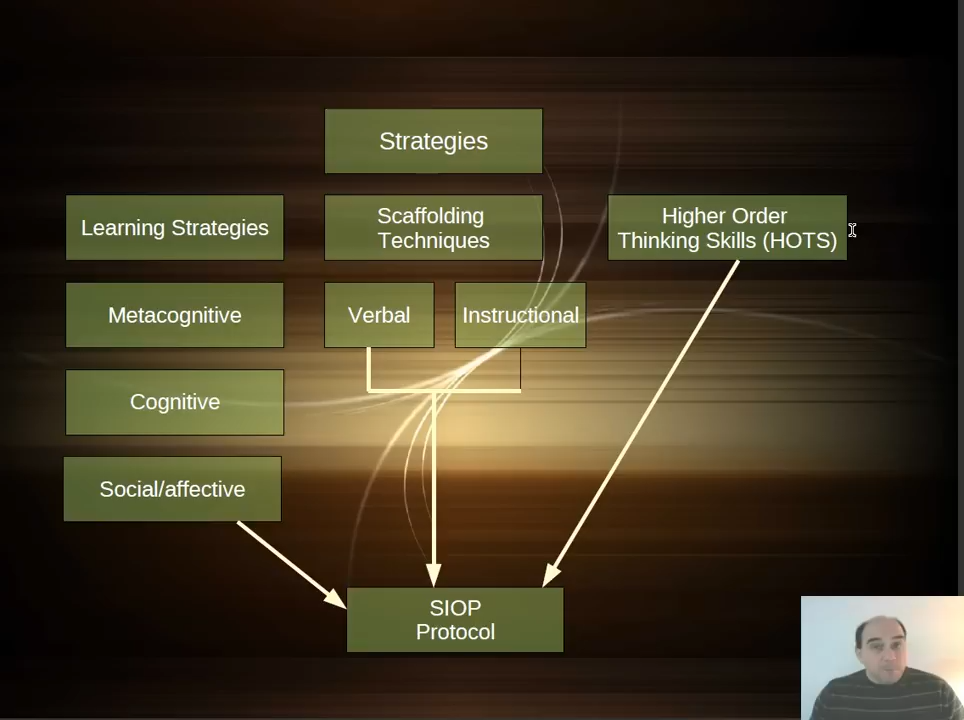 Strategies
Learning Strategies
Scaffolding
Techniques
Higher Order
Thinking Skills (HOTS)
Metacognitive
Verbal
Instructional
Cognitive
Social/affective
SIOP
Protocol